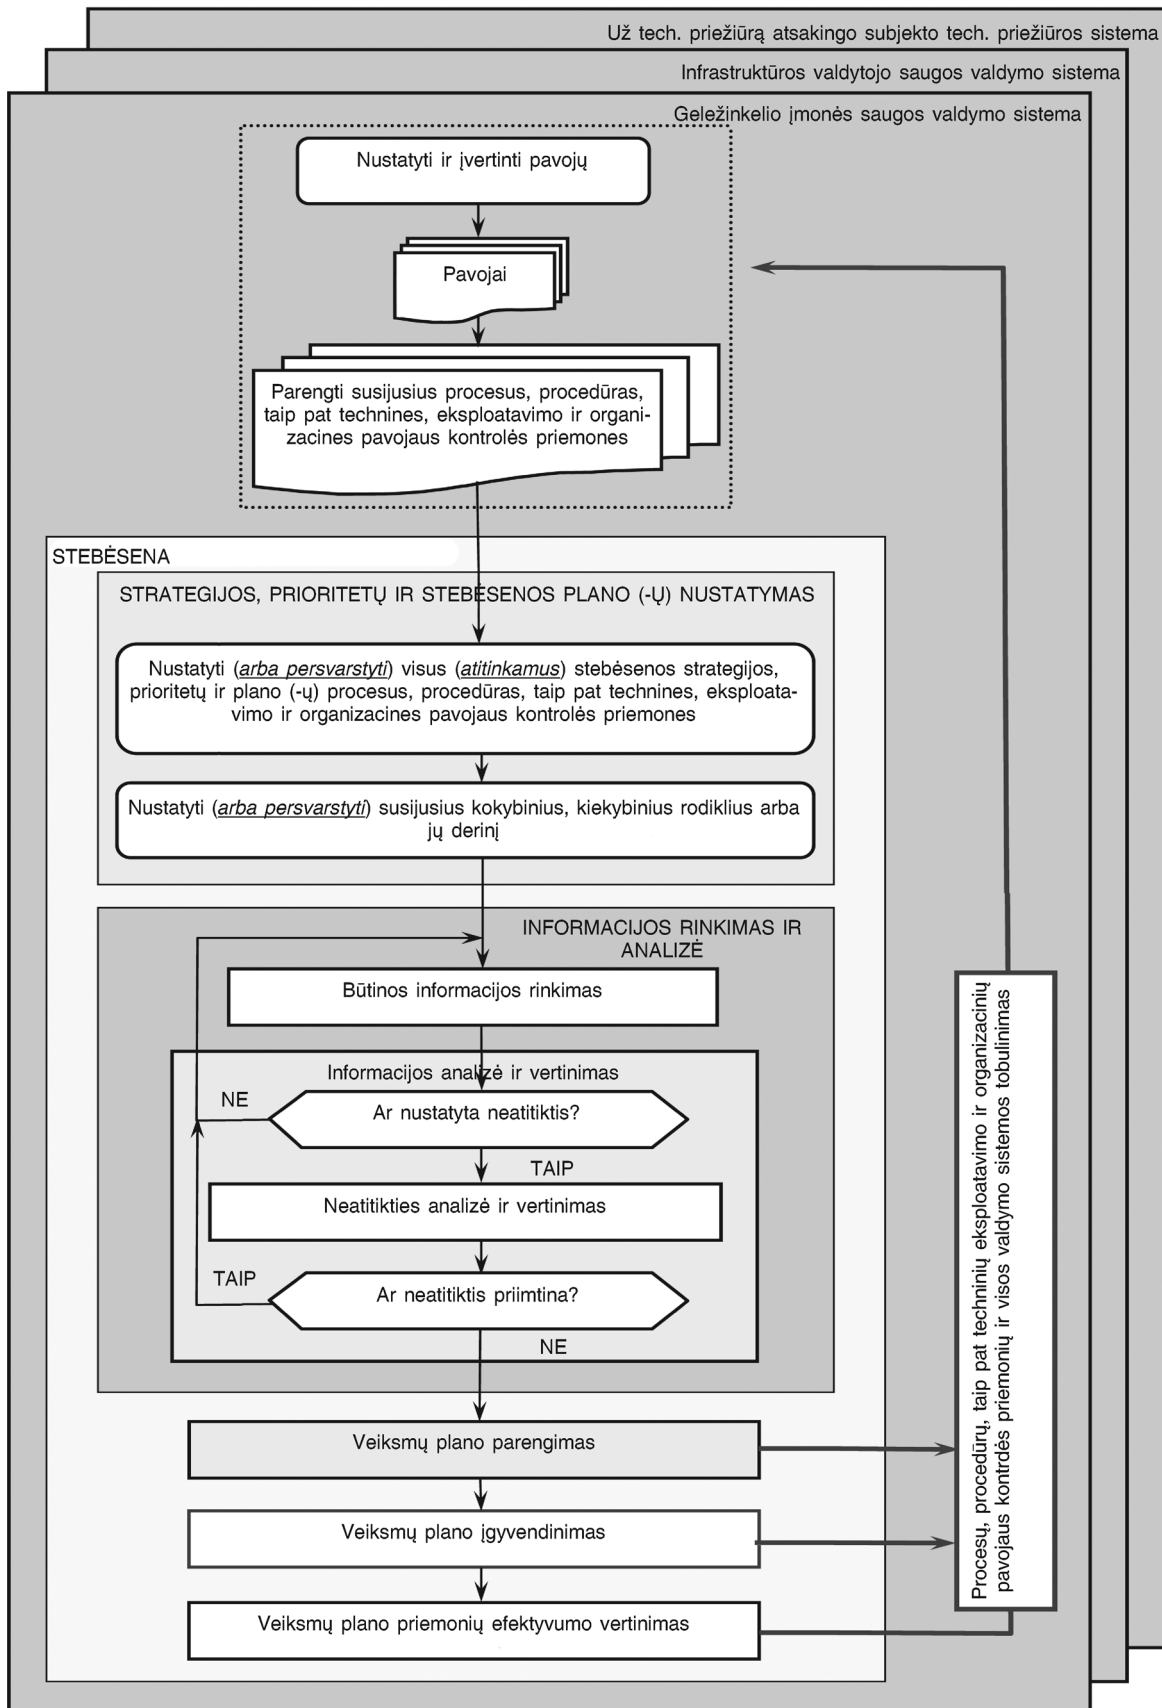 Už tech. priežiūrą atsakingo subjekto tech. priežiūros sistema
Infrastruktūros valdytojo saugos valdymo sistema
Geležinkelio įmonės saugos valdymo sistema
Nustatyti ir įvertinti pavojų
Pavojai
Parengti susijusius procesus, procedūras,
taip pat technines, eksploatavimo ir organi-
zacines pavojaus kontrolės priemones
STEBĖSENA
STRATEGIJOS, PRIORITETŲ IR STEBĖSENOS PLANO (-Ų) NUSTATYMAS
Nustatyti (arba persvarstyti) visus (atitinkamus) stebėsenos strategijos,
prioritetų ir plano (-ų) procesus, procedūras, taip pat technines, eksploata-
vimo ir organizacines pavojaus kontrolės priemones
Nustatyti (arba persvarstyti) susijusius kokybinius, kiekybinius rodiklius arba
jų derinį
INFORMACIJOS RINKIMAS IR
ANALIZĖ
Būtinos informacijos rinkimas
Informacijos analizė ir vertinimas
NE
Ar nustatyta neatitiktis?
TAIP
Neatitikties analizė ir vertinimas
TAIP
Ar neatitiktis priimtina?
NE
Veiksmų plano parengimas
Veiksmų plano įgyvendinimas
Veiksmų plano priemonių efektyvumo vertinimas
Procesų, procedūrų, taip pat techninių eksploatavimo ir organizacinių
pavojaus kontrdės priemonių ir visos valdymo sistemos tobulinimas